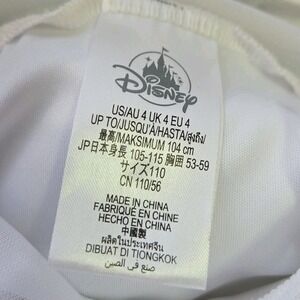 Disney
US/AU 4 UK 4 EU 4
UP TO/JUSQU'À/HASTA/สูงถึง/
最高/MAKSIMUM 104 cm
JP日本身長 105-115 胸囲 53-59
サイズ110
CN 110/56
MADE IN CHINA
FABRIQUÉ EN CHINE
HECHO EN CHINA
中國製
ผลิตในประเทศจีน
DIBUAT DI TIONGKOK
صنع في الصين